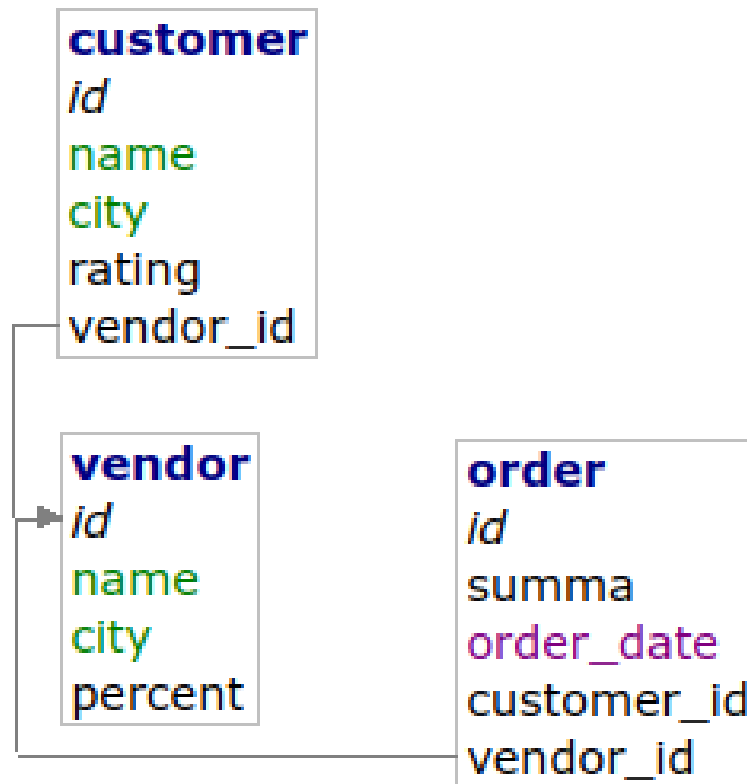 customer
id
name
city
rating
vendor_id
vendor
id
name
city
percent
order
id
summa
order_date
customer_id
vendor_id